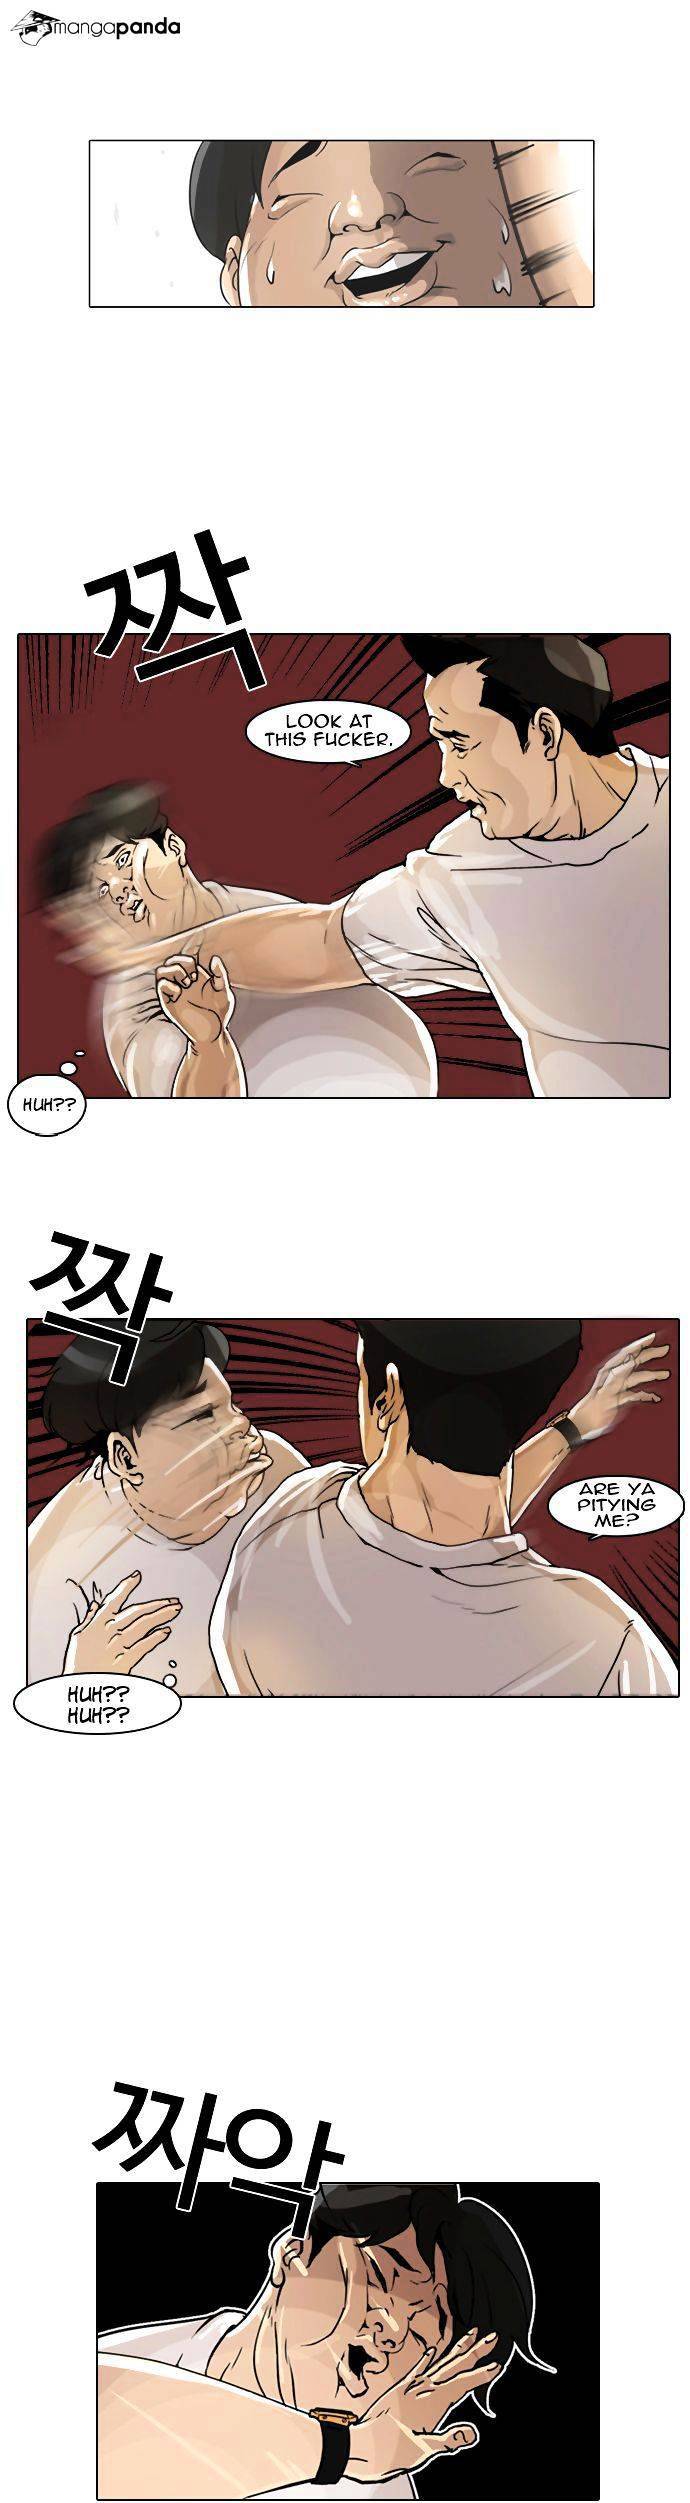 mangapanda
짝
LOOK AT
THIS FUCKER.
HUH??
짝
ARE YA
PITYING
ME?
HUH??
HUH??
짜악